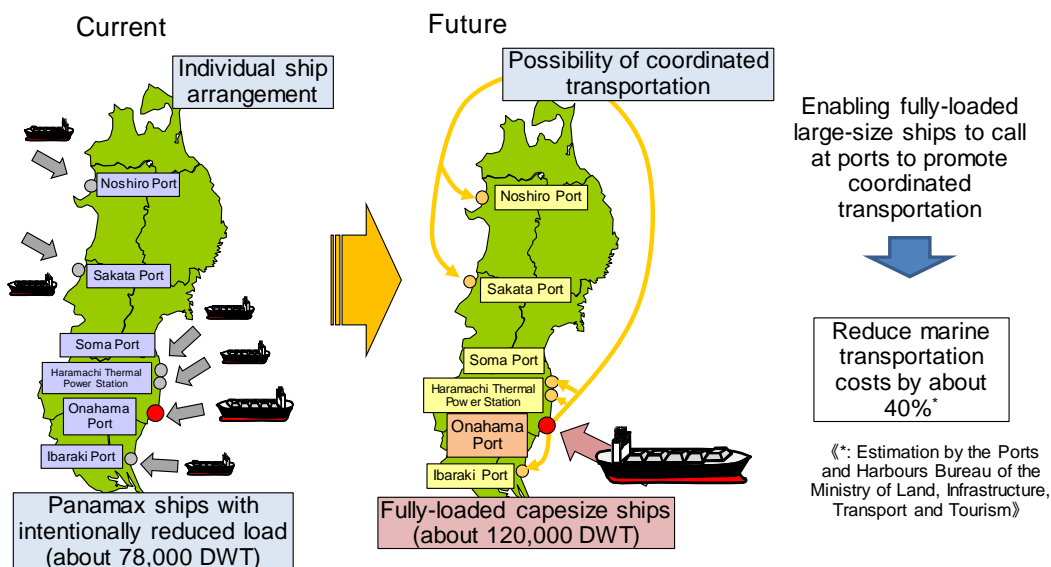 Current
Individual ship
arrangement
Noshiro Port
Sakata Port
Soma Port
Haramachi Thermal
Power Station
Onahama
Port
Ibaraki Port
Panamax ships with
intentionally reduced load
(about 78,000 DWT)
Future
Possibility of coordinated
transportation
Noshiro Port
Sakata Port
Soma Port
Haramachi Thermal
Power Station
Onahama
Port
Ibaraki Port
Fully-loaded capesize ships
(about 120,000 DWT)
Enabling fully-loaded
large-size ships to call
at ports to promote
coordinated
transportation
Reduce marine
transportation
costs by about
40%*
《*: Estimation by the Ports
and Harbours Bureau of the
Ministry of Land, Infrastructure,
Transport and Tourism》